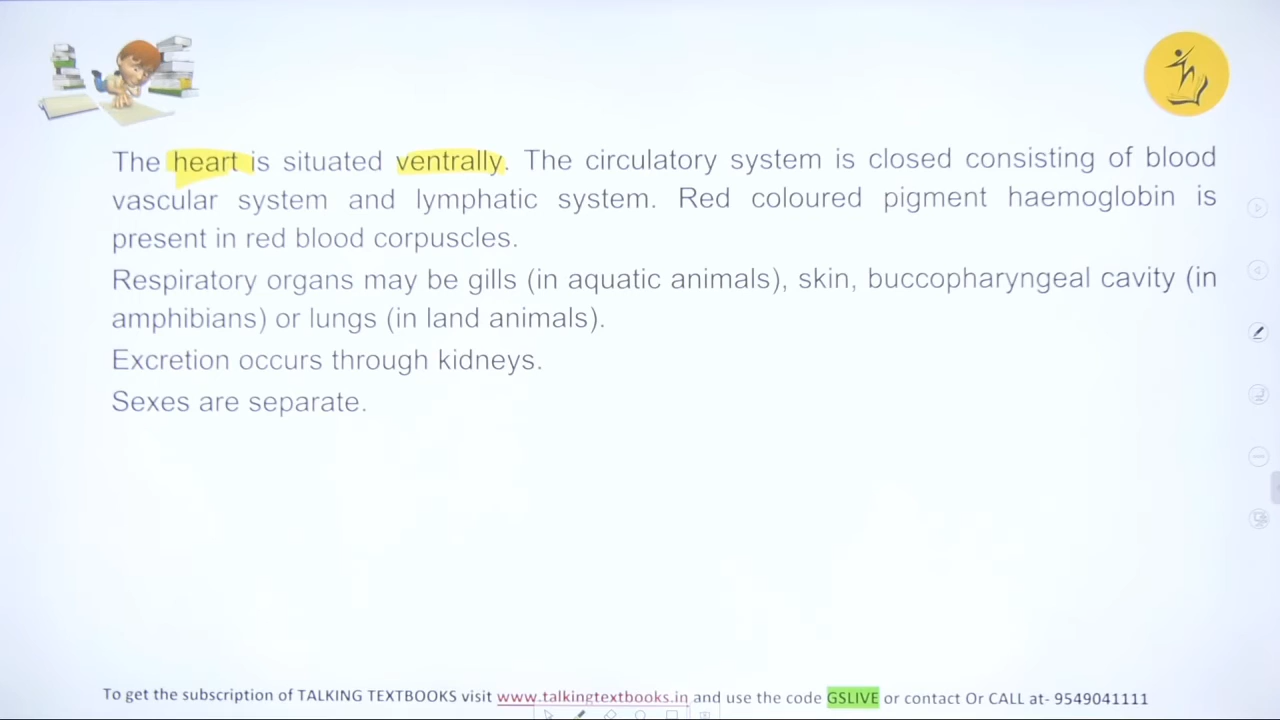 The heart is situated ventrally. The circulatory system is closed consisting of blood
vascular system and lymphatic system. Red coloured pigment haemoglobin is
present in red blood corpuscles.
Respiratory organs may be gills (in aquatic animals), skin, buccopharyngeal cavity (in
amphibians) or lungs (in land animals).
Excretion occurs through kidneys.
Sexes are separate.
To get the subscription of TALKING TEXTBOOKS visit www.talkingtextbooks.in and use the code GSLIVE or contact Or CALL at- 9549041111